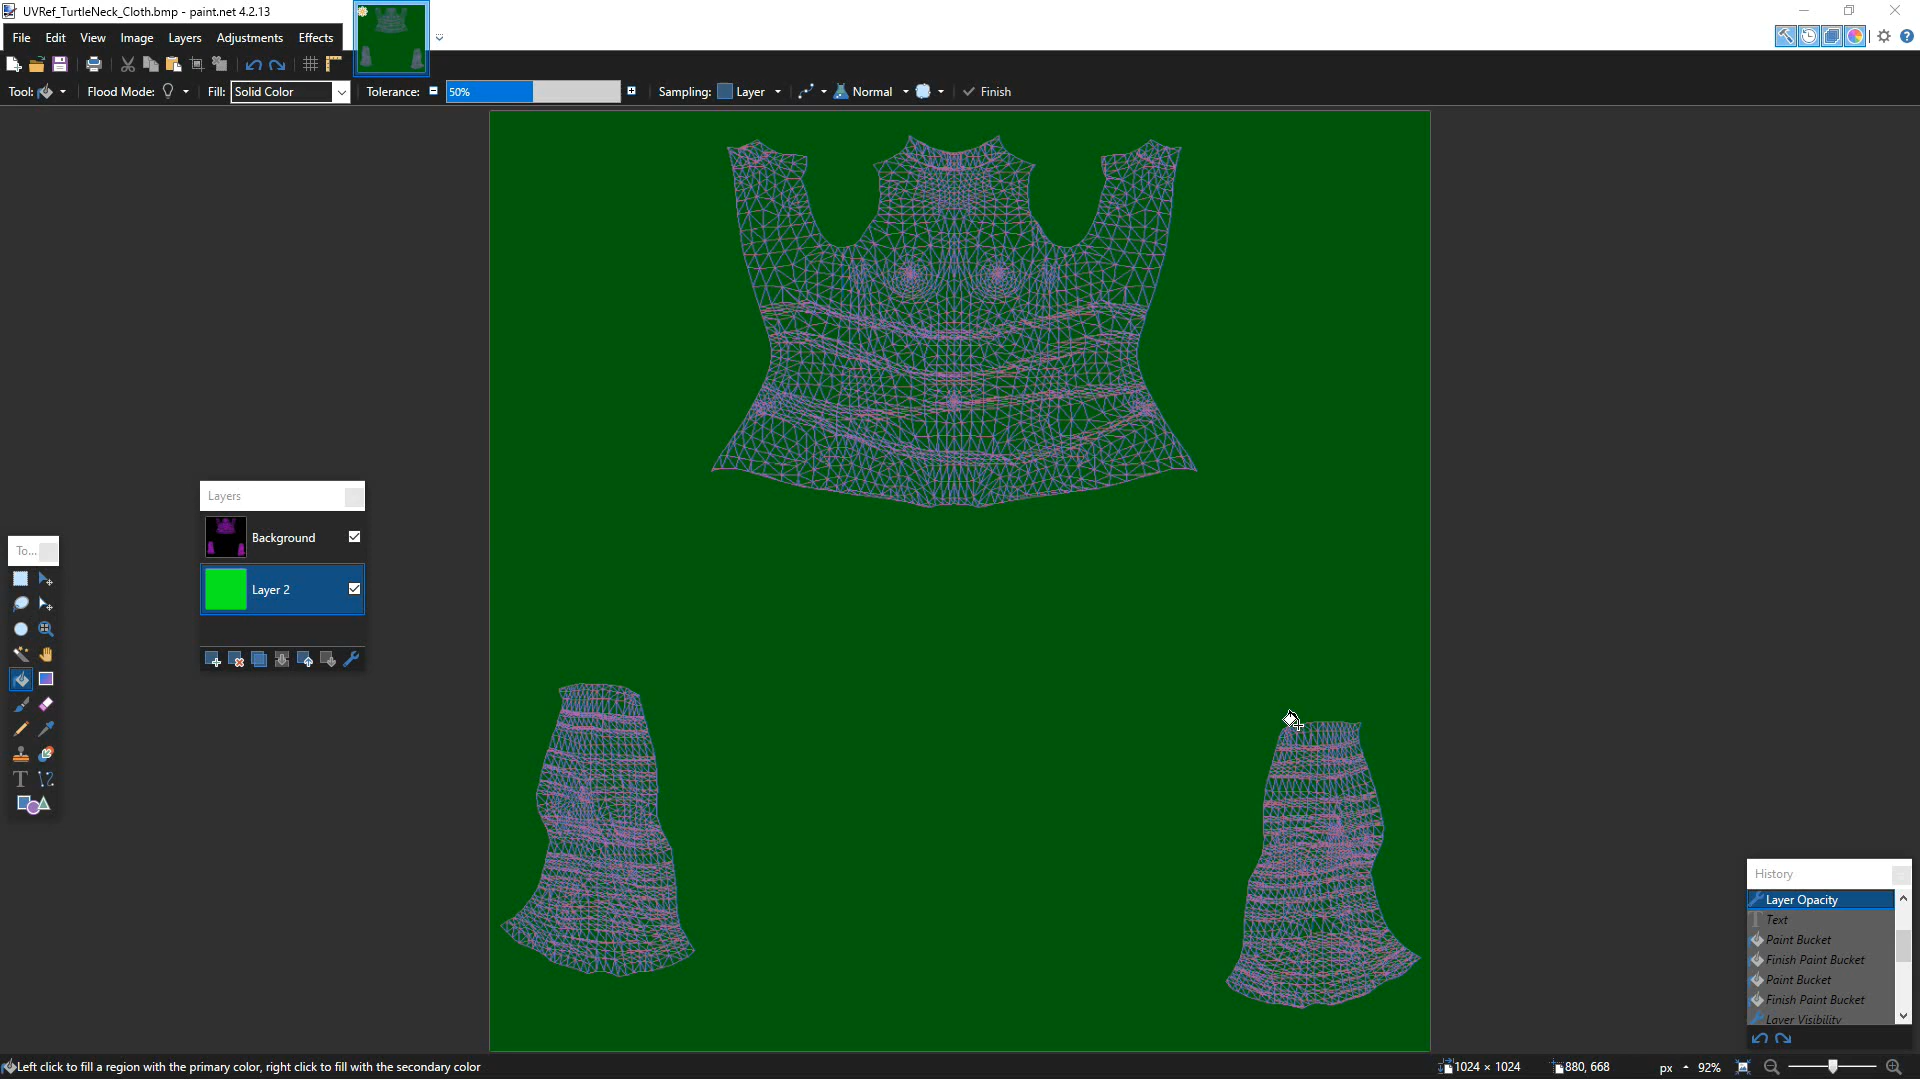 UVRef_TurtleNeck_Cloth.bmp - paint.net 4.2.13
File Edit View Image Layers Adjustments Effects
Tool: Flood Mode: Fill: Solid Color Tolerance: 50% Sampling: Layer Normal Finish
Layers
Background
Layer 2
To...
History
Layer Opacity
Text
Paint Bucket
Finish Paint Bucket
Paint Bucket
Finish Paint Bucket
Layer Visibility
Left click to fill a region with the primary color, right click to fill with the secondary color
1024 × 1024 880, 668 px 92%